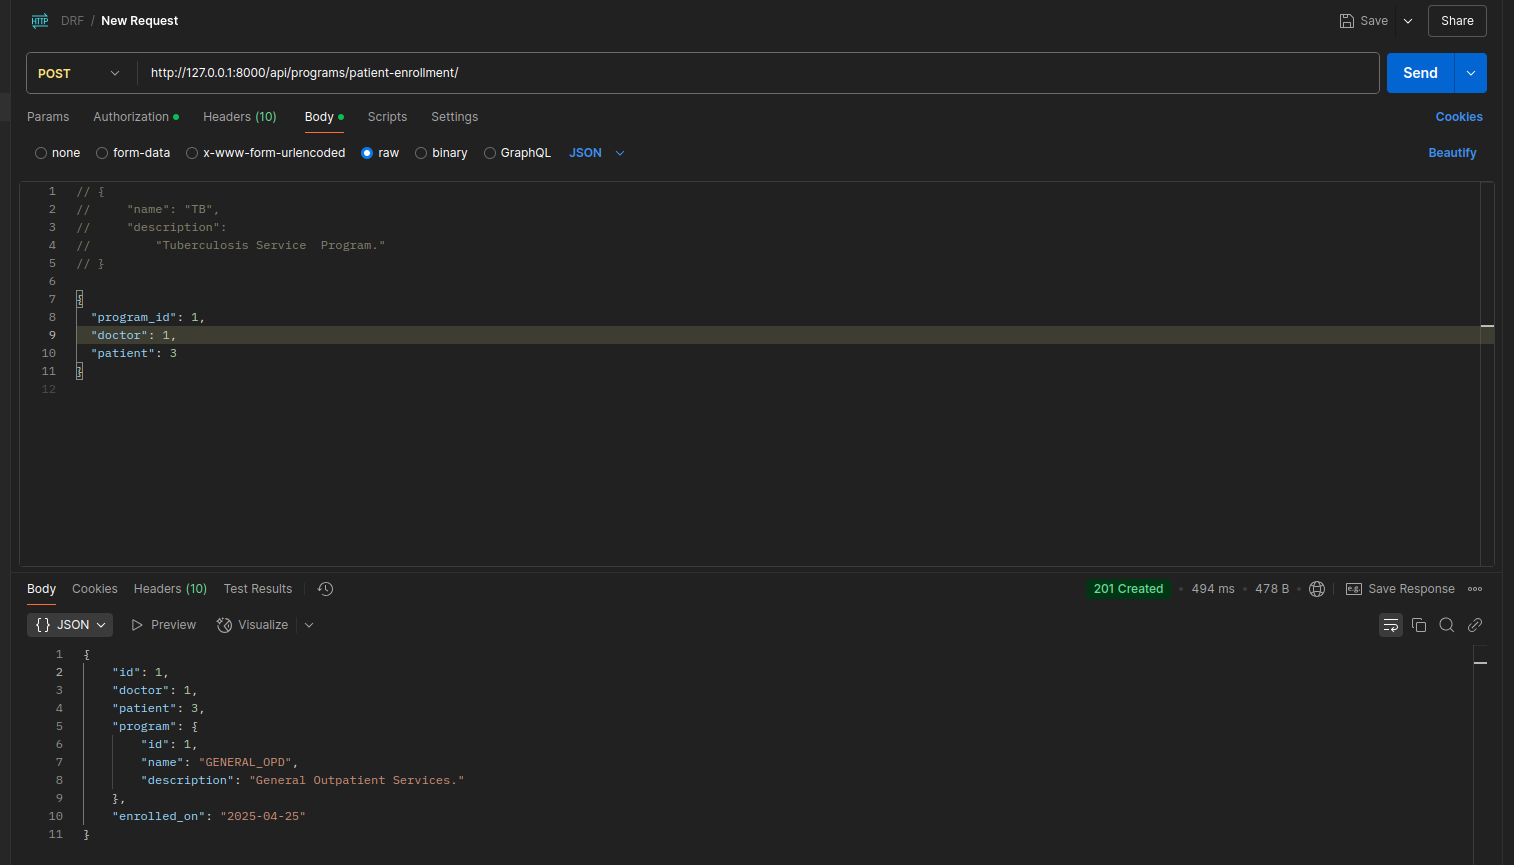 HTTP DRF / New Request Save Share
POST http://127.0.0.1:8000/api/programs/patient-enrollment/ Send
Params Authorization Headers (10) Body Scripts Settings Cookies
none form-data x-www-form-urlencoded raw binary GraphQL JSON Beautify
1 // {
2 //     "name": "TB",
3 //     "description":
4 //         "Tuberculosis Service  Program."
5 // }
6
7 {
8   "program_id": 1,
9   "doctor": 1,
10   "patient": 3
11 }
12
Body Cookies Headers (10) Test Results 201 Created • 494 ms • 478 B • e.g. Save Response
{} JSON Preview Visualize
1 {
2     "id": 1,
3     "doctor": 1,
4     "patient": 3,
5     "program": {
6         "id": 1,
7         "name": "GENERAL_OPD",
8         "description": "General Outpatient Services."
9     },
10     "enrolled_on": "2025-04-25"
11 }